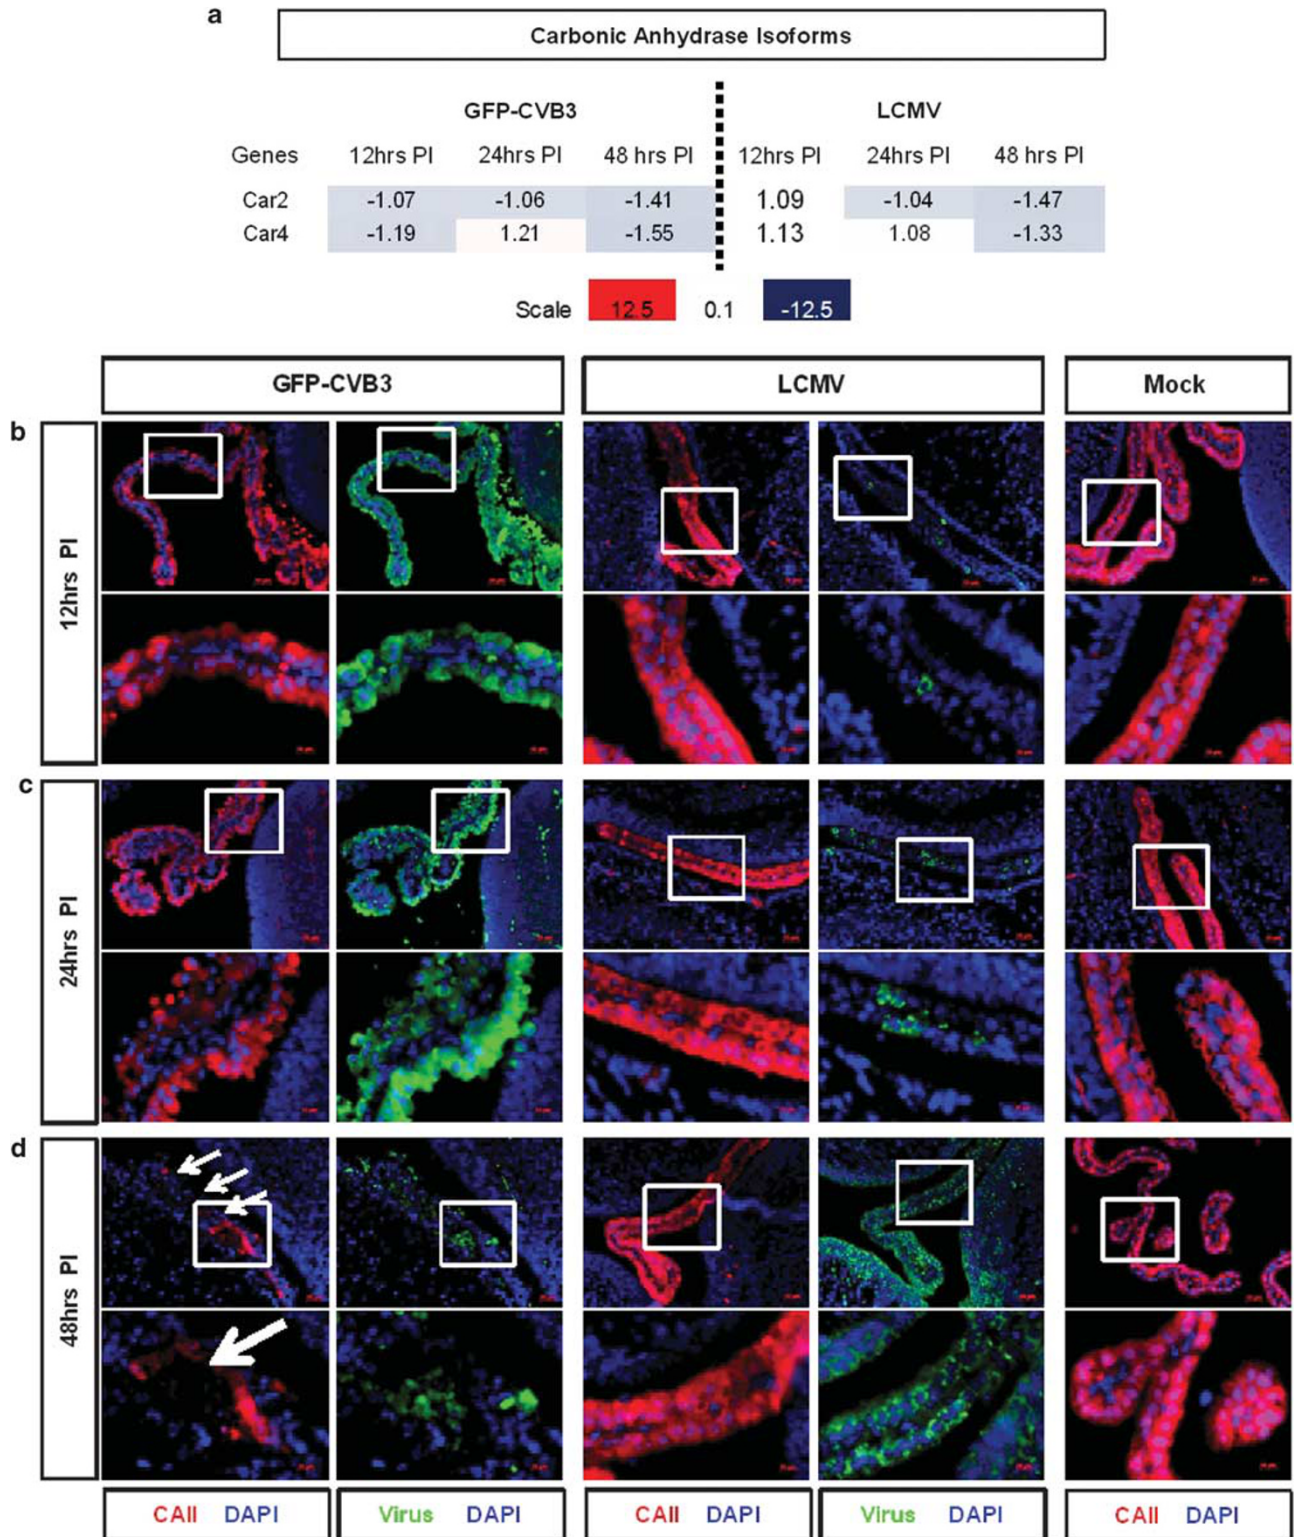 a
Carbonic Anhydrase Isoforms
GFP-CVB3 LCMV
Genes 12hrs PI 24hrs PI 48 hrs PI 12hrs PI 24hrs PI 48 hrs PI
Car2 -1.07 -1.06 -1.41 1.09 -1.04 -1.47
Car4 -1.19 1.21 -1.55 1.13 1.08 -1.33
Scale 12.5 0.1 -12.5
GFP-CVB3 LCMV Mock
b
12hrs PI
c
24hrs PI
d
48hrs PI
CAII DAPI Virus DAPI CAII DAPI Virus DAPI CAII DAPI